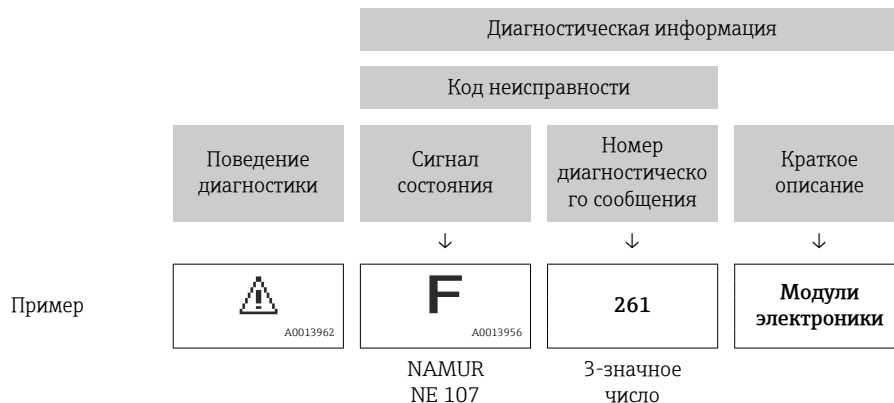 Диагностическая информация
Код неисправности
Поведение
диагностики
Сигнал
состояния
Номер
диагностическо
го сообщения
Краткое
описание
↓ ↓ ↓
Пример
A0013962
F
A0013956
261
Модули
электроники
NAMUR
NE 107
3-значное
число